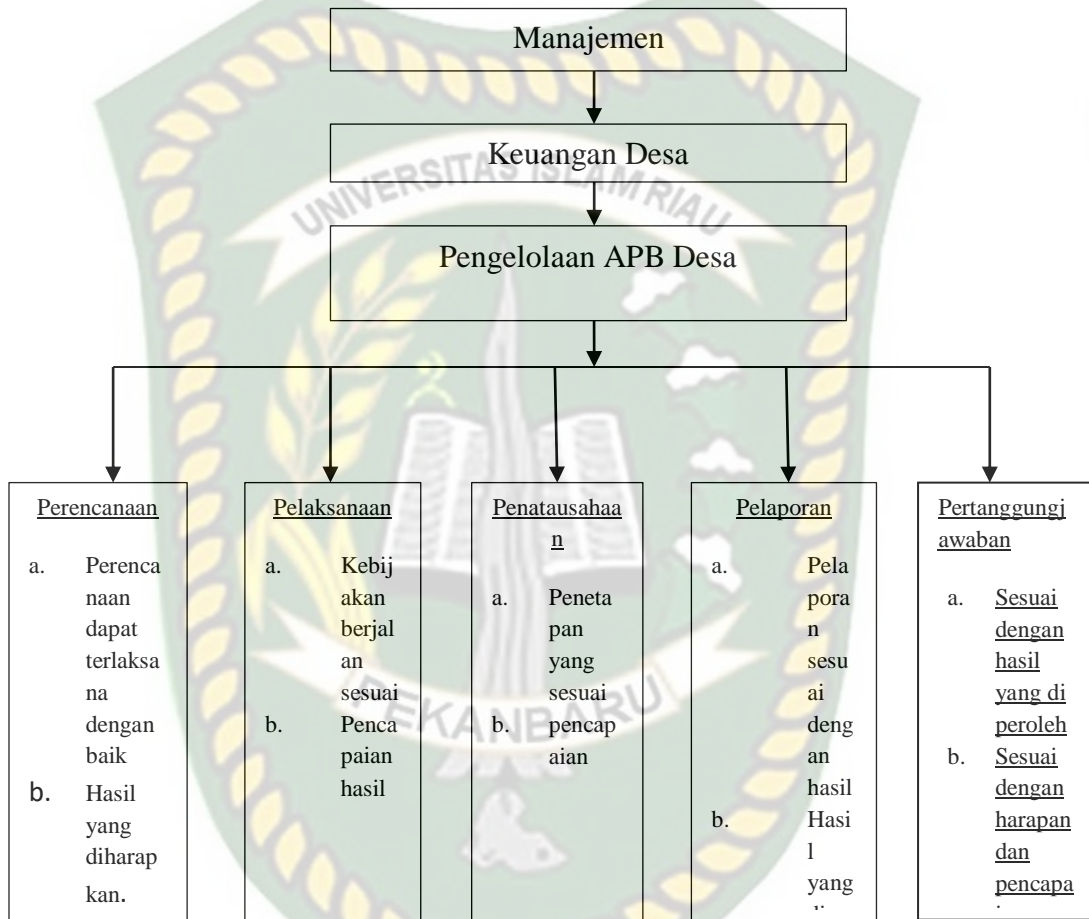 Manajemen
Keuangan Desa
UNIVERSITAS ISLAM RIAU
Pengelolaan APB Desa
Perencanaan
a. Perenca
naan
dapat
terlaksa
na
dengan
baik
b. Hasil
yang
diharap
kan.
Pelaksanaan
a. Kebij
akan
berjal
an
sesuai
b. Penca
paian
hasil
Penatausahaa
n
a. Peneta
pan
yang
sesuai
b. pencap
aian
Pelaporan
a. Pela
pora
n
sesu
ai
deng
an
hasil
b. Hasi
l
yang
Pertanggungj
awaban
a. Sesuai
dengan
hasil
yang di
peroleh
b. Sesuai
dengan
harapan
dan
pencapa
PEKANBARU